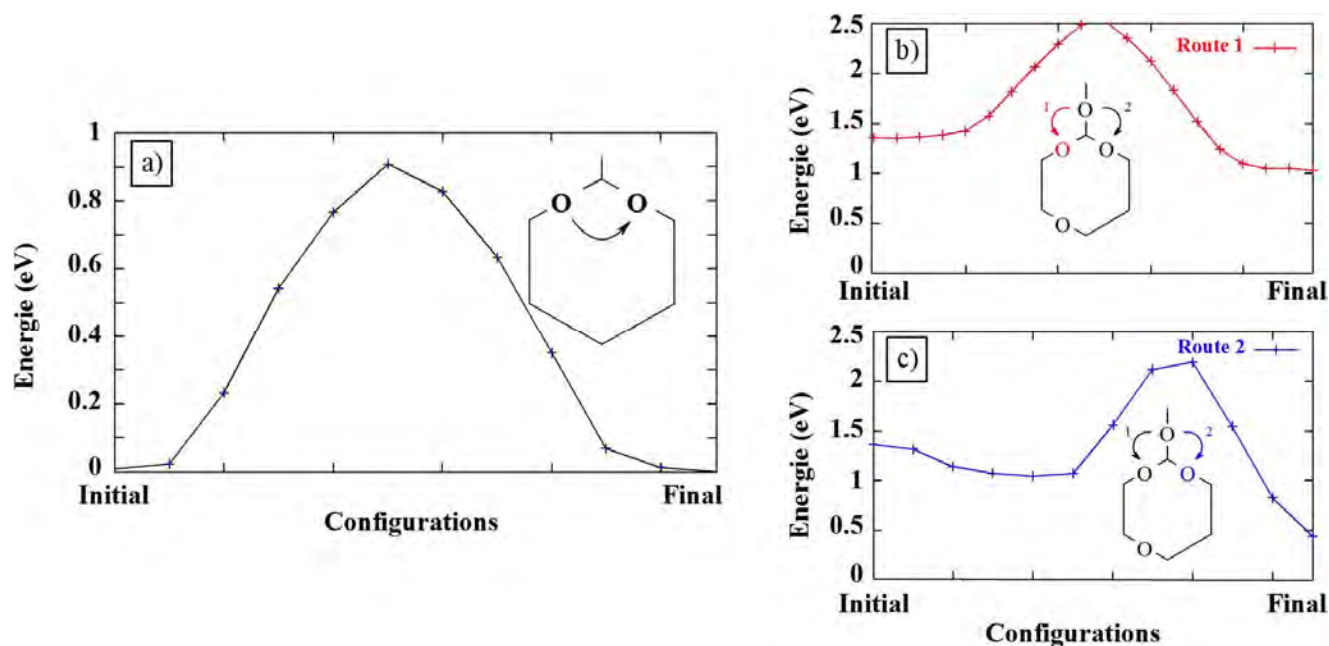 a)
Energie (eV)
1
0.8
0.6
0.4
0.2
0
O O
Initial
Final
Configurations
b)
Route 1
Energie (eV)
2.5
2
1.5
1
0.5
0
O
1 2
O O
O
Initial
Final
c)
Route 2
Energie (eV)
2.5
2
1.5
1
0.5
0
O
1 2
O O
O
Initial
Final
Configurations